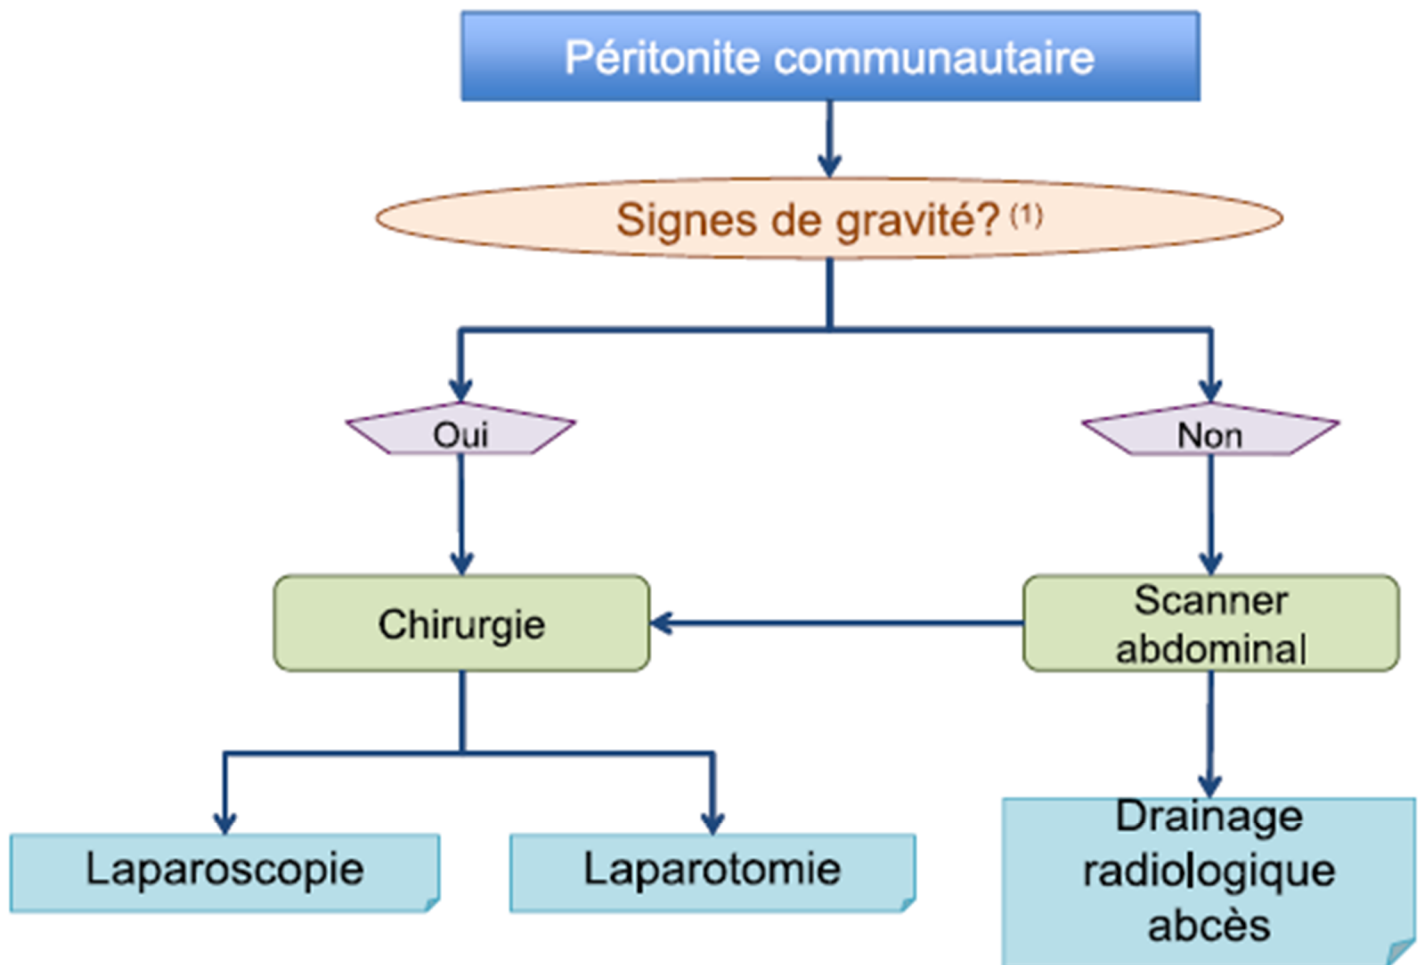 Péritonite communautaire
Signes de gravité? (1)
Oui
Non
Chirurgie
Scanner
abdominal
Laparoscopie
Laparotomie
Drainage
radiologique
abcès